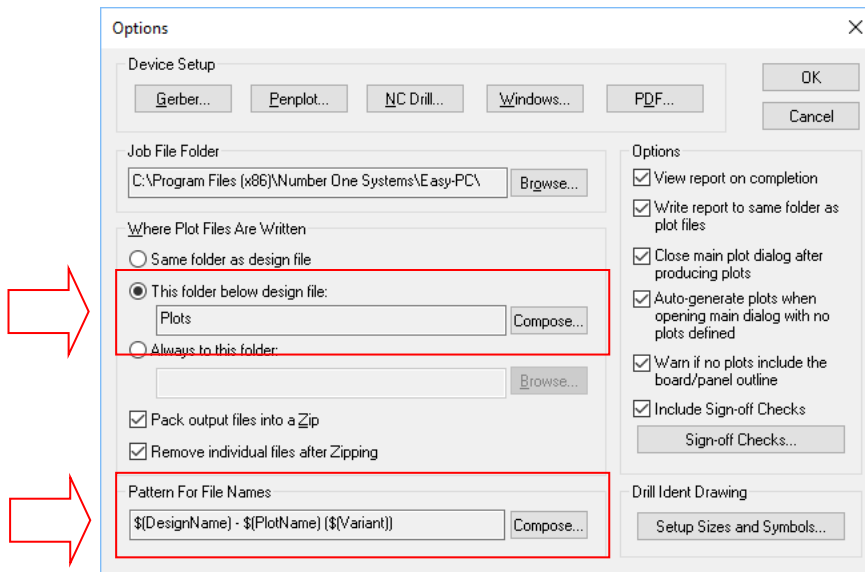 Options
Device Setup
Gerber...
Penplot...
NC Drill...
Windows...
PDF...
OK
Cancel
Job File Folder
C:\Program Files (x86)\Number One Systems\Easy-PC\
Browse...
Where Plot Files Are Written
Same folder as design file
This folder below design file:
Plots
Compose...
Always to this folder:
Browse...
Pack output files into a Zip
Remove individual files after Zipping
Pattern For File Names
$(DesignName) - $(PlotName) ($(Variant))
Compose...
Options
View report on completion
Write report to same folder as
plot files
Close main plot dialog after
producing plots
Auto-generate plots when
opening main dialog with no
plots defined
Warn if no plots include the
board/panel outline
Include Sign-off Checks
Sign-off Checks...
Drill Ident Drawing
Setup Sizes and Symbols...